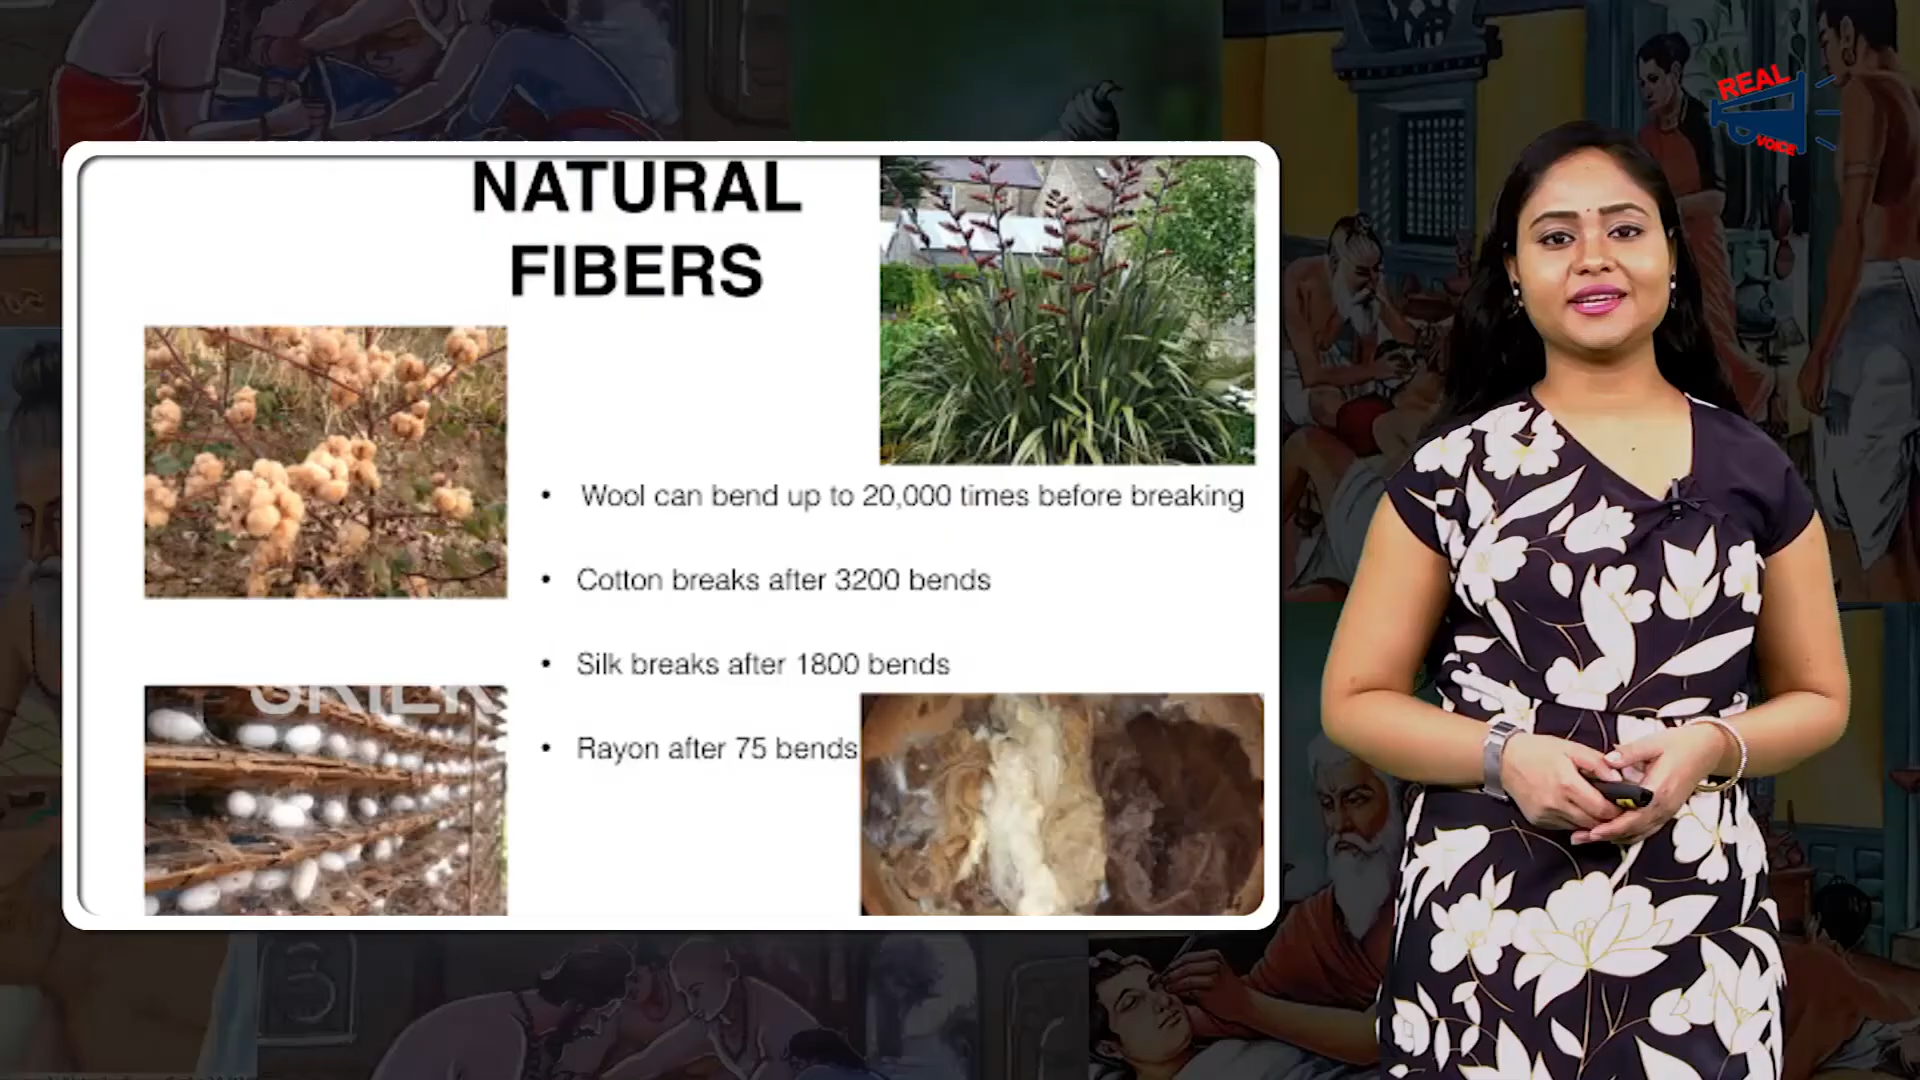 REAL
VOICE
NATURAL
FIBERS
• Wool can bend up to 20,000 times before breaking
• Cotton breaks after 3200 bends
• Silk breaks after 1800 bends
• Rayon after 75 bends
3